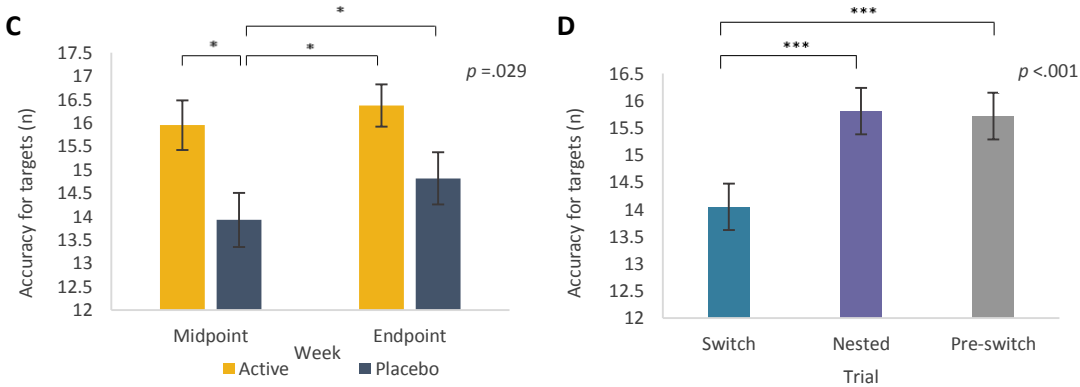 C
*
*
*
p =.029
Accuracy for targets (n)
17.5
17
16.5
16
15.5
15
14.5
14
13.5
13
12.5
12
Midpoint
Endpoint
Week
Active
Placebo
D
***
***
p <.001
Accuracy for targets (n)
16.5
16
15.5
15
14.5
14
13.5
13
12.5
12
Switch
Nested
Pre-switch
Trial